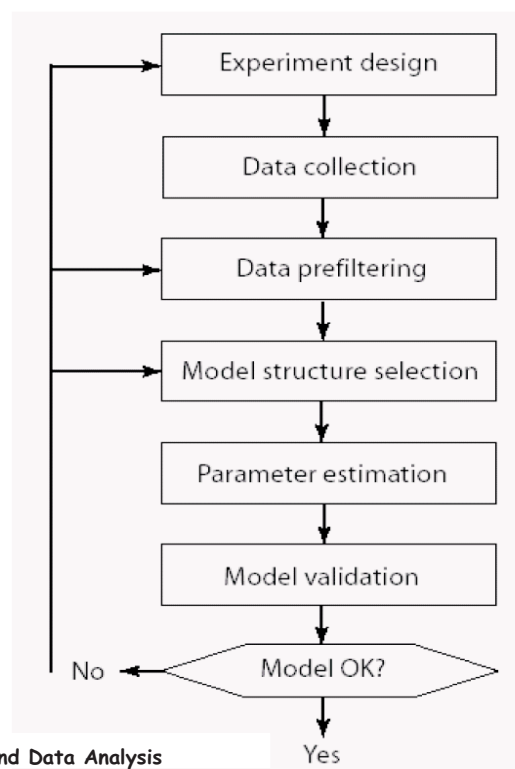 Experiment design
Data collection
Data prefiltering
Model structure selection
Parameter estimation
Model validation
No
Model OK?
nd Data Analysis
Yes